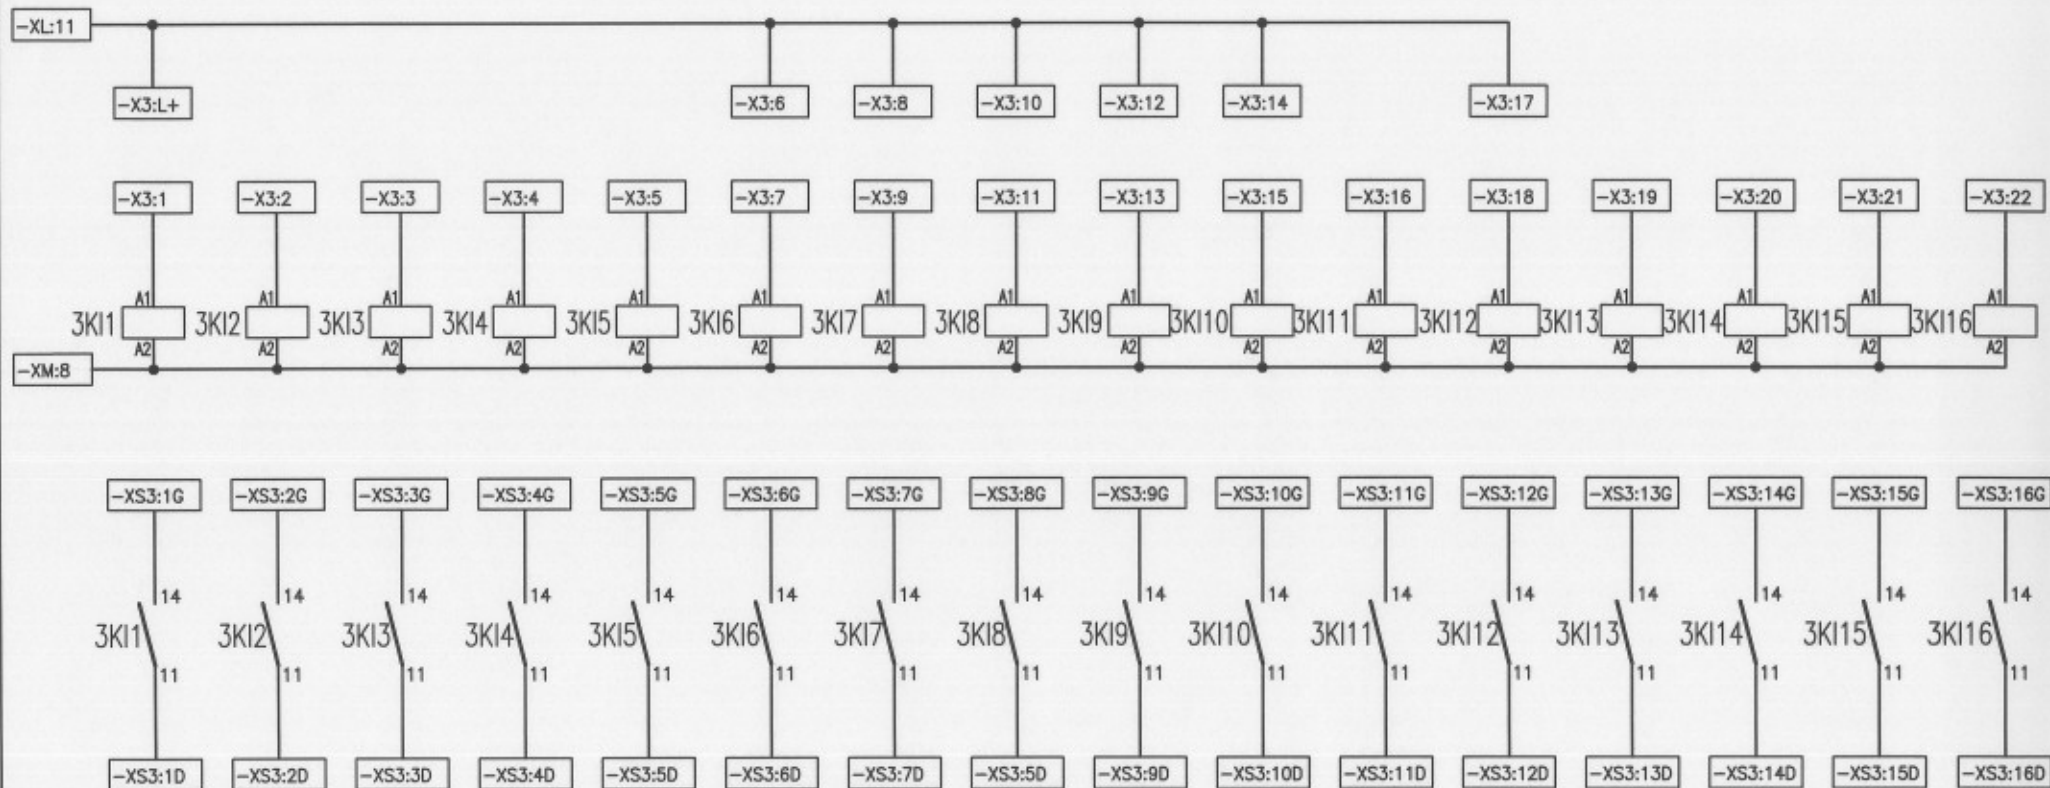 -XL:11
-X3:L+ -X3:6 -X3:8 -X3:10 -X3:12 -X3:14 -X3:17
-X3:1 -X3:2 -X3:3 -X3:4 -X3:5 -X3:7 -X3:9 -X3:11 -X3:13 -X3:15 -X3:16 -X3:18 -X3:19 -X3:20 -X3:21 -X3:22
A1 A1 A1 A1 A1 A1 A1 A1 A1 A1 A1 A1 A1 A1 A1 A1
3KI1 3KI2 3KI3 3KI4 3KI5 3KI6 3KI7 3KI8 3KI9 3KI10 3KI11 3KI12 3KI13 3KI14 3KI15 3KI16
A2 A2 A2 A2 A2 A2 A2 A2 A2 A2 A2 A2 A2 A2 A2 A2
-XM:8
-XS3:1G -XS3:2G -XS3:3G -XS3:4G -XS3:5G -XS3:6G -XS3:7G -XS3:8G -XS3:9G -XS3:10G -XS3:11G -XS3:12G -XS3:13G -XS3:14G -XS3:15G -XS3:16G
14 14 14 14 14 14 14 14 14 14 14 14 14 14 14 14
3KI1 3KI2 3KI3 3KI4 3KI5 3KI6 3KI7 3KI8 3KI9 3KI10 3KI11 3KI12 3KI13 3KI14 3KI15 3KI16
11 11 11 11 11 11 11 11 11 11 11 11 11 11 11 11
-XS3:1D -XS3:2D -XS3:3D -XS3:4D -XS3:5D -XS3:6D -XS3:7D -XS3:5D -XS3:9D -XS3:10D -XS3:11D -XS3:12D -XS3:13D -XS3:14D -XS3:15D -XS3:16D